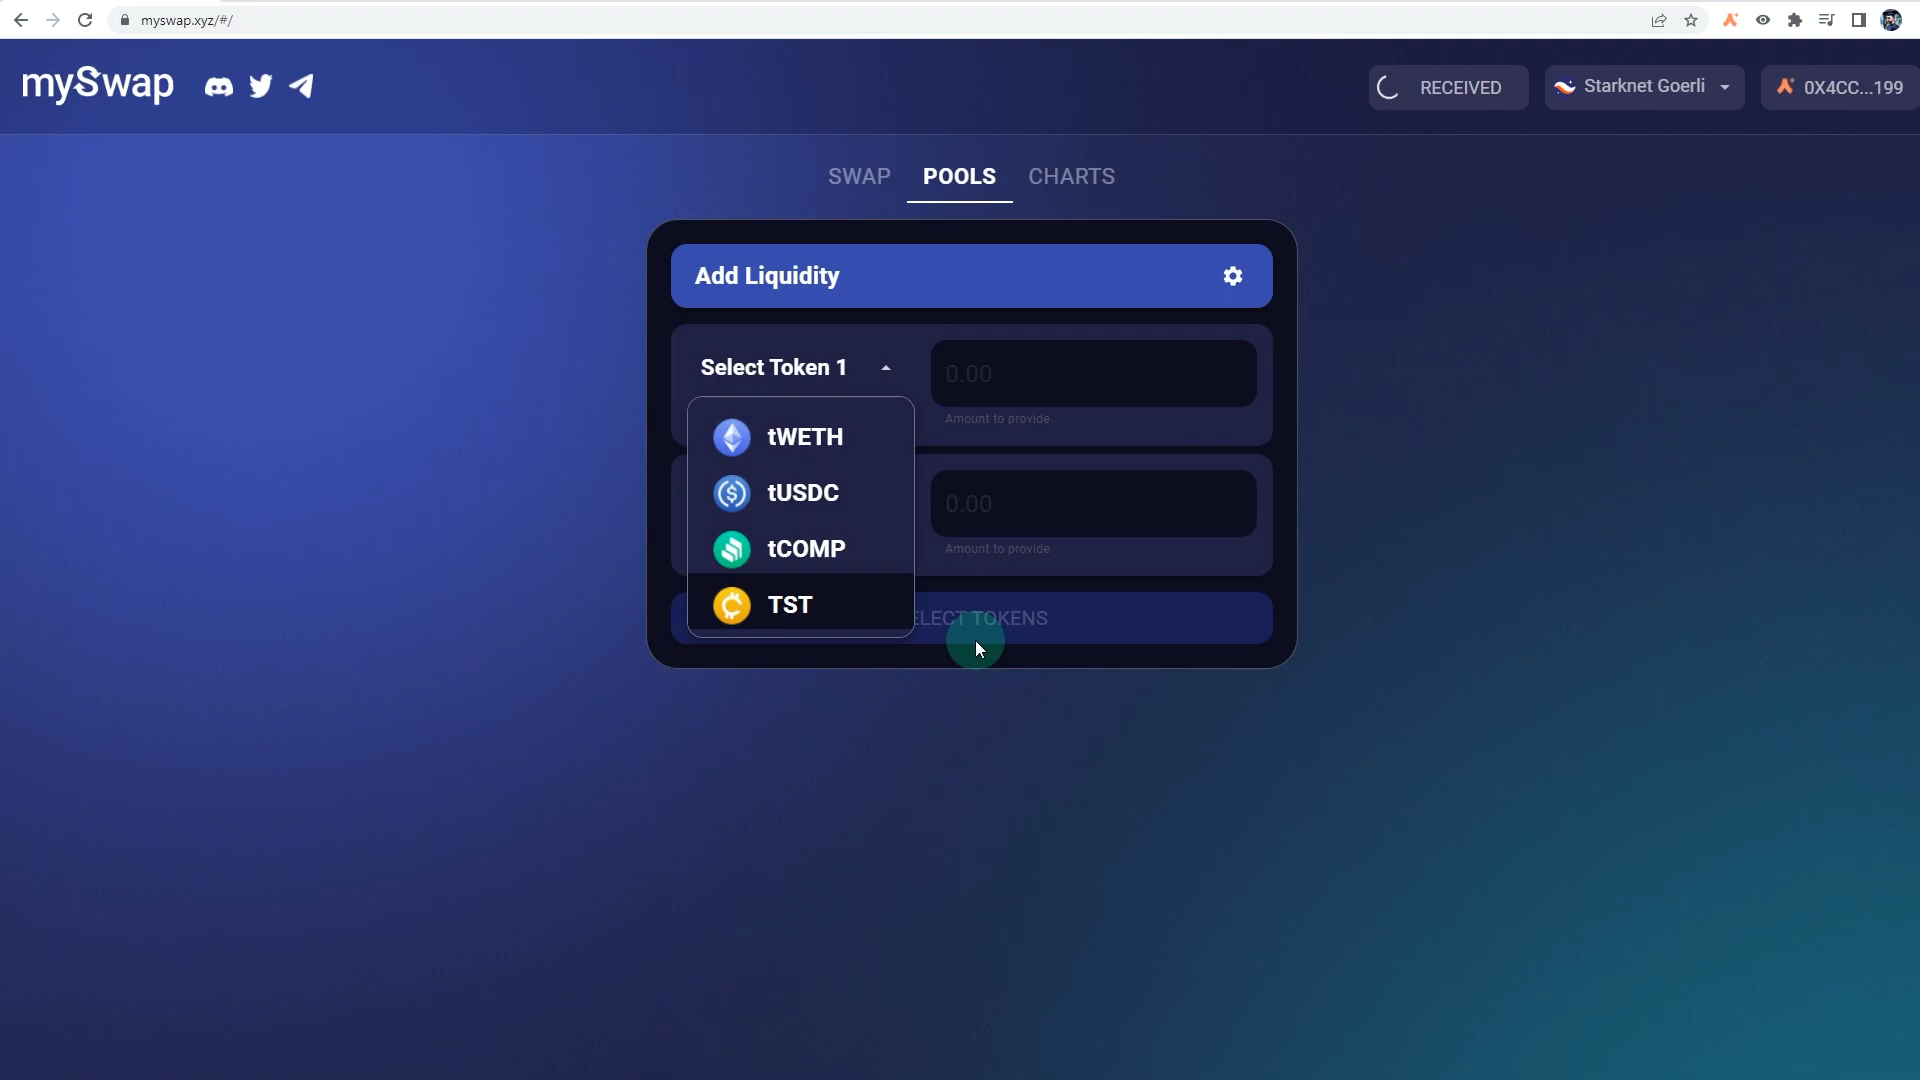 myswap.xyz/#/
mySwap
RECEIVED
Starknet Goerli
0X4CC...199
SWAP
POOLS
CHARTS
Add Liquidity
Select Token 1
0.00
Amount to provide
tWETH
tUSDC
0.00
tCOMP
Amount to provide
TST
ELECT TOKENS